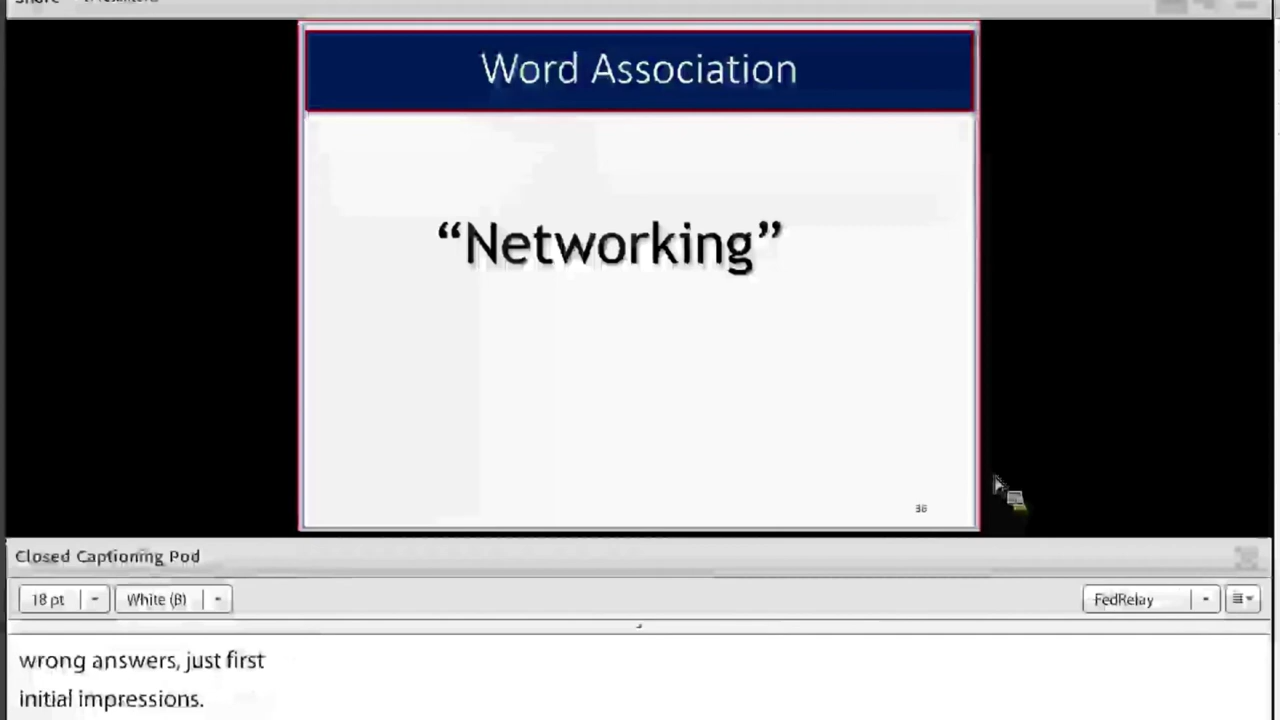 Word Association
“Networking”
38
Closed Captioning Pod
18 pt
White (B)
FedRelay
wrong answers, just first
initial impressions.